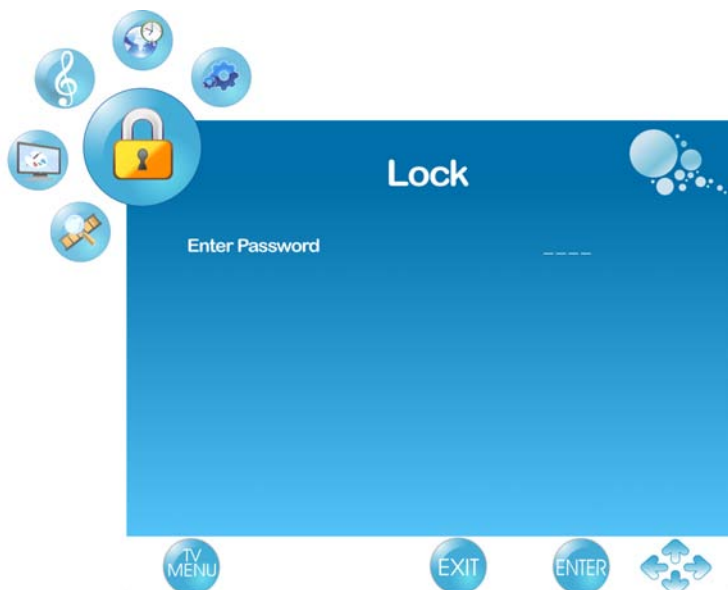 Lock
Enter Password _ _ _ _
TV
MENU
EXIT
ENTER